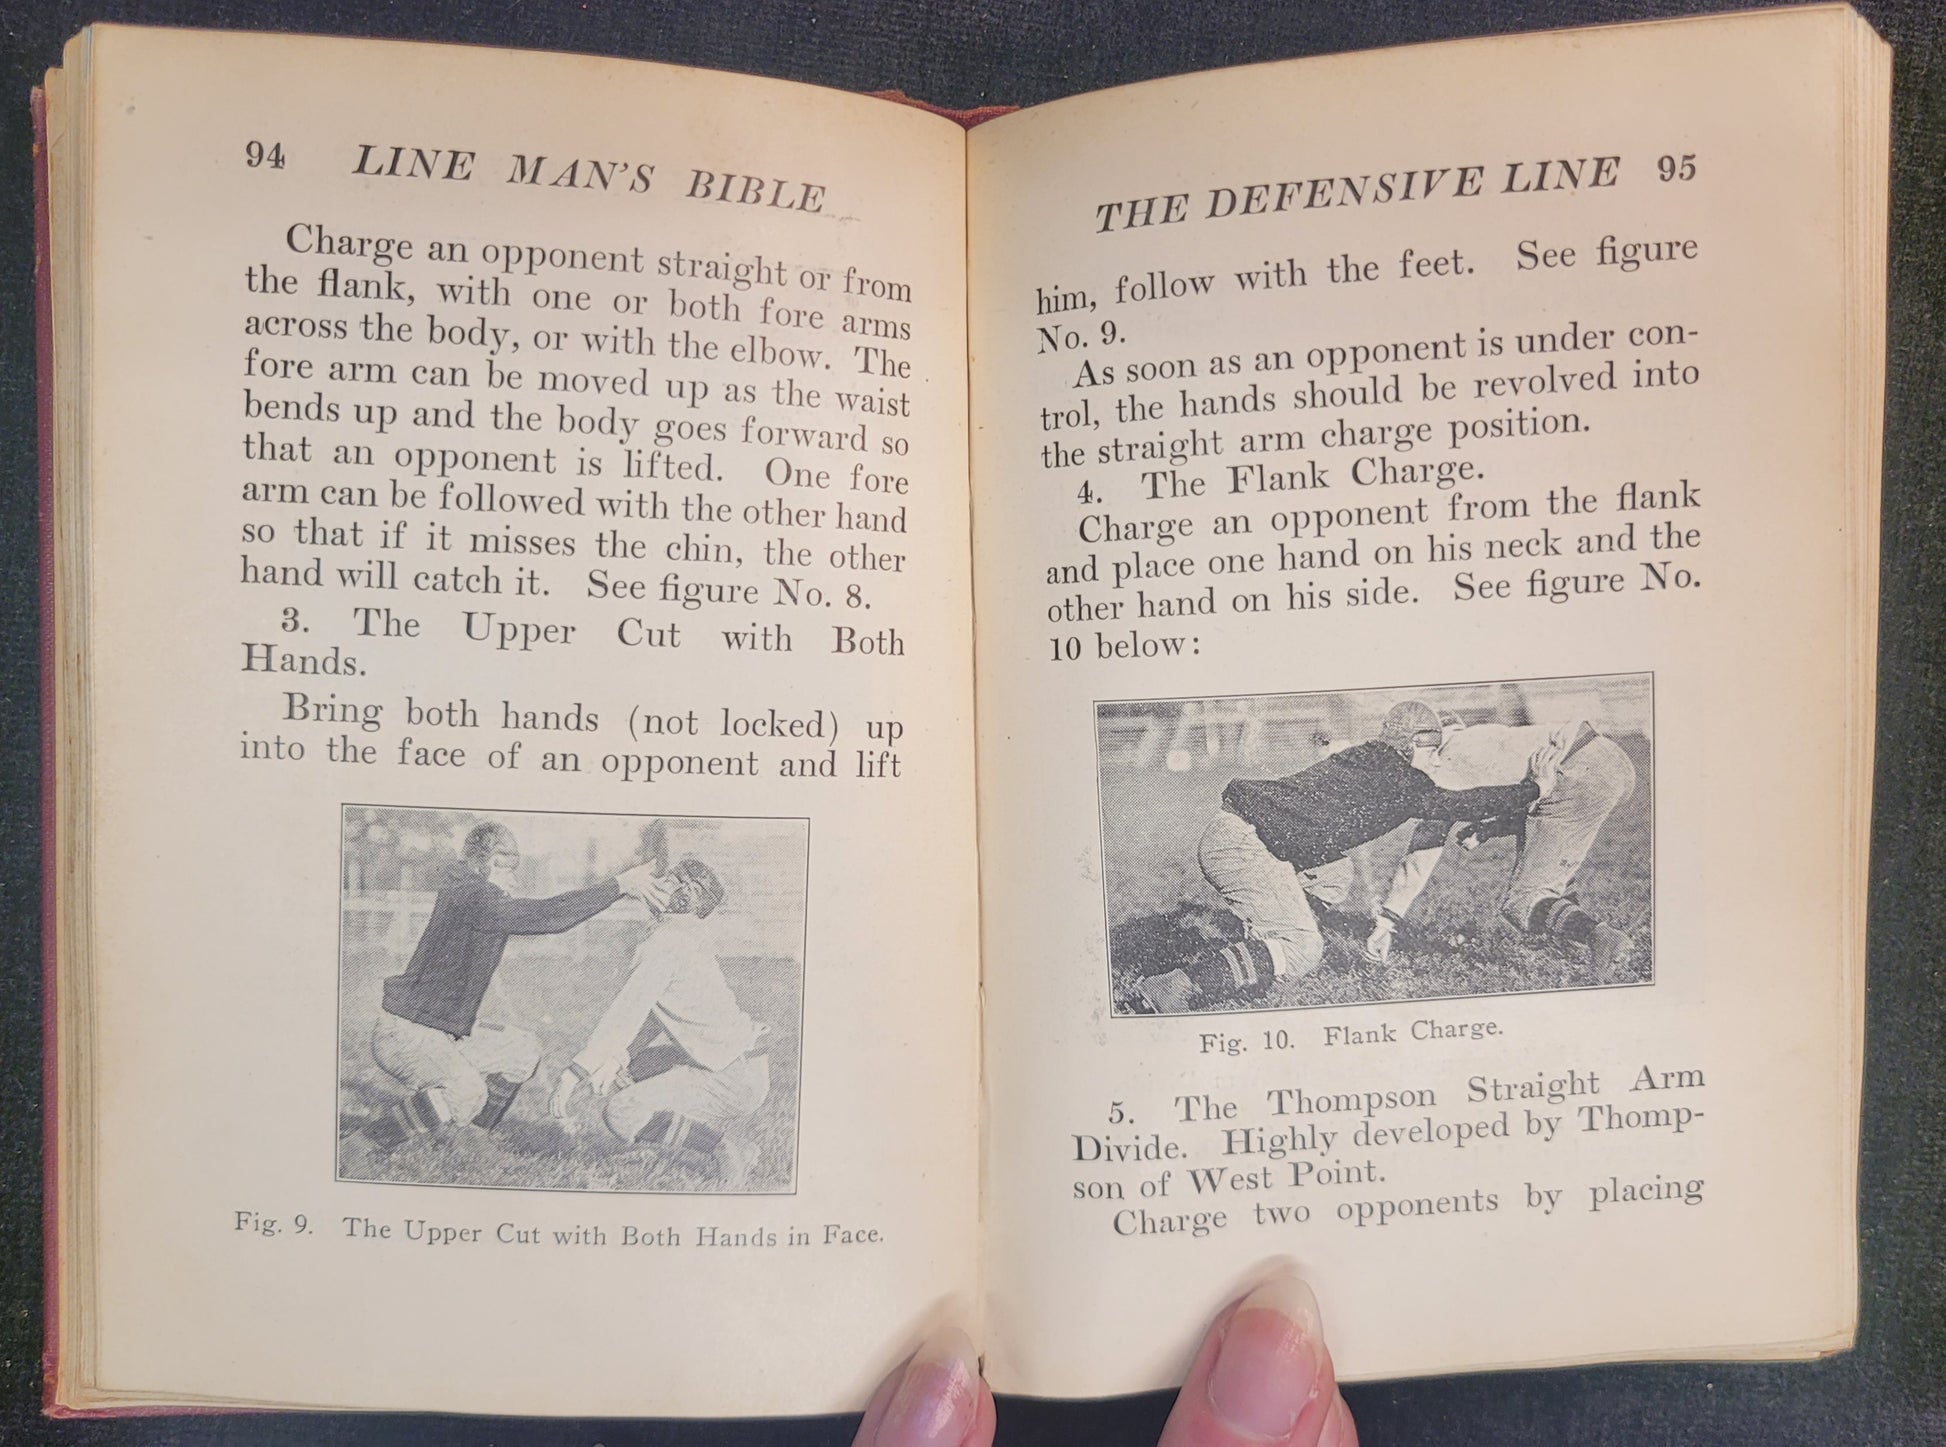 94 LINE MAN'S BIBLE
Charge an opponent straight or from
the flank, with one or both fore arms
across the body, or with the elbow. The
fore arm can be moved up as the waist
bends up and the body goes forward so
that an opponent is lifted. One fore
arm can be followed with the other hand
so that if it misses the chin, the other
hand will catch it. See figure No. 8.
3. The Upper Cut with Both
Hands.
Bring both hands (not locked) up
into the face of an opponent and lift
Fig. 9. The Upper Cut with Both Hands in Face.
THE DEFENSIVE LINE 95
him, follow with the feet. See figure
No. 9.
As soon as an opponent is under con-
trol, the hands should be revolved into
the straight arm charge position.
4. The Flank Charge.
Charge an opponent from the flank
and place one hand on his neck and the
other hand on his side. See figure No.
10 below:
Fig. 10. Flank Charge.
5. The Thompson Straight Arm
Divide. Highly developed by Thomp-
son of West Point.
Charge two opponents by placing